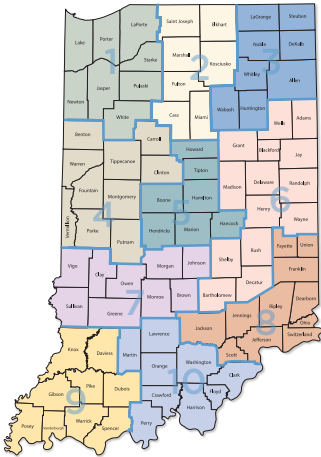 LaPorte
Saint Joseph
Elkhart
LaGrange
Steuben
Lake
Porter
1
Starke
Marshall
2
Kosciusko
Noble
DeKalb
3
Newton
Jasper
Pulaski
Fulton
Whitley
Allen
White
Cass
Miami
Wabash
Huntington
Wells
Adams
Benton
Carroll
Howard
Grant
Blackford
Jay
Warren
Tippecanoe
Clinton
Tipton
Madison
Delaware
Randolph
Fountain
Montgomery
Boone
Hamilton
Henry
6
Wayne
Vermillion
4
5
Parke
Putnam
Hendricks
Marion
Hancock
Rush
Fayette
Union
Vigo
Clay
Owen
Morgan
Johnson
Shelby
Franklin
7
Monroe
Brown
Bartholomew
Decatur
Ripley
Dearborn
Sullivan
Greene
Jackson
Jennings
8
Ohio
Switzerland
Jefferson
Knox
Daviess
Martin
Lawrence
Washington
Scott
Orange
Clark
Gibson
Pike
Dubois
Crawford
10
Floyd
9
Harrison
Posey
Vanderburgh
Warrick
Spencer
Perry